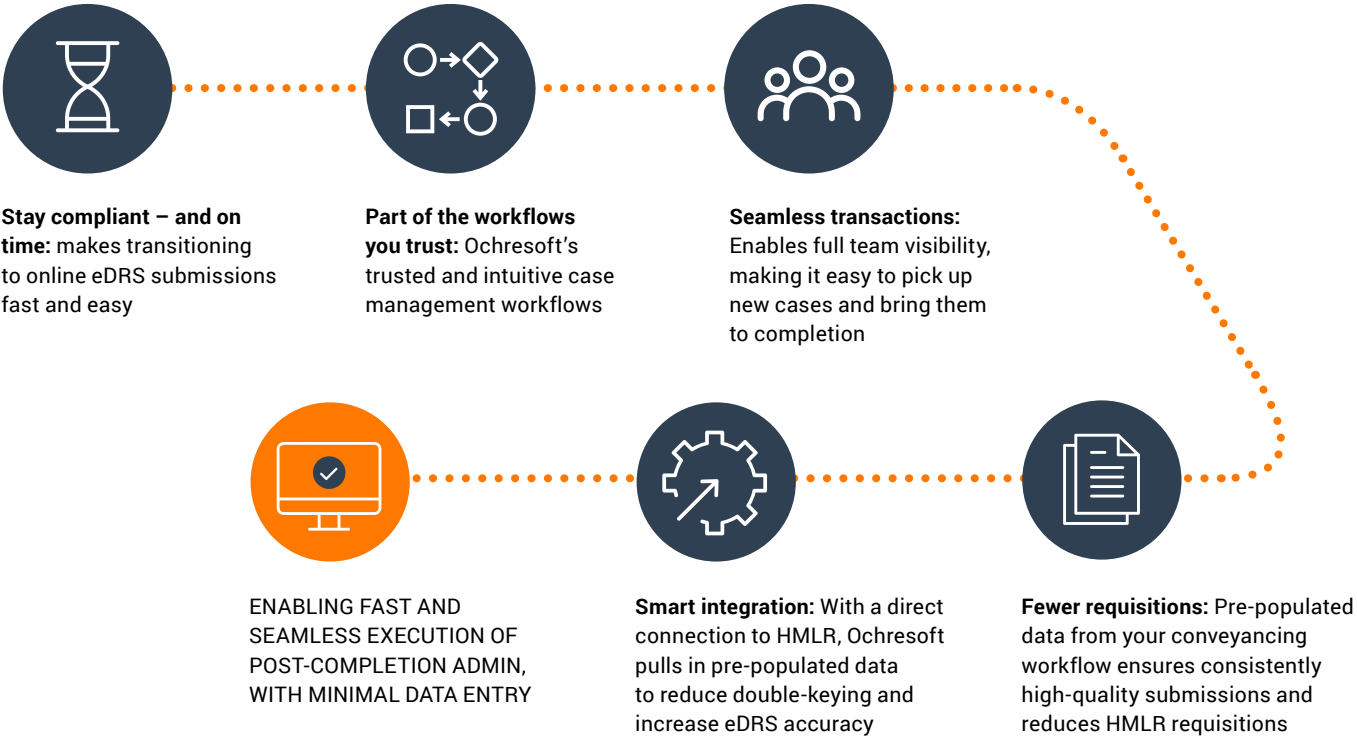 Stay compliant – and on
time: makes transitioning
to online eDRS submissions
fast and easy
Part of the workflows
you trust: Ochresoft’s
trusted and intuitive case
management workflows
Seamless transactions:
Enables full team visibility,
making it easy to pick up
new cases and bring them
to completion
Fewer requisitions: Pre-populated
data from your conveyancing
workflow ensures consistently
high-quality submissions and
reduces HMLR requisitions
Smart integration: With a direct
connection to HMLR, Ochresoft
pulls in pre-populated data
to reduce double-keying and
increase eDRS accuracy
ENABLING FAST AND
SEAMLESS EXECUTION OF
POST-COMPLETION ADMIN,
WITH MINIMAL DATA ENTRY